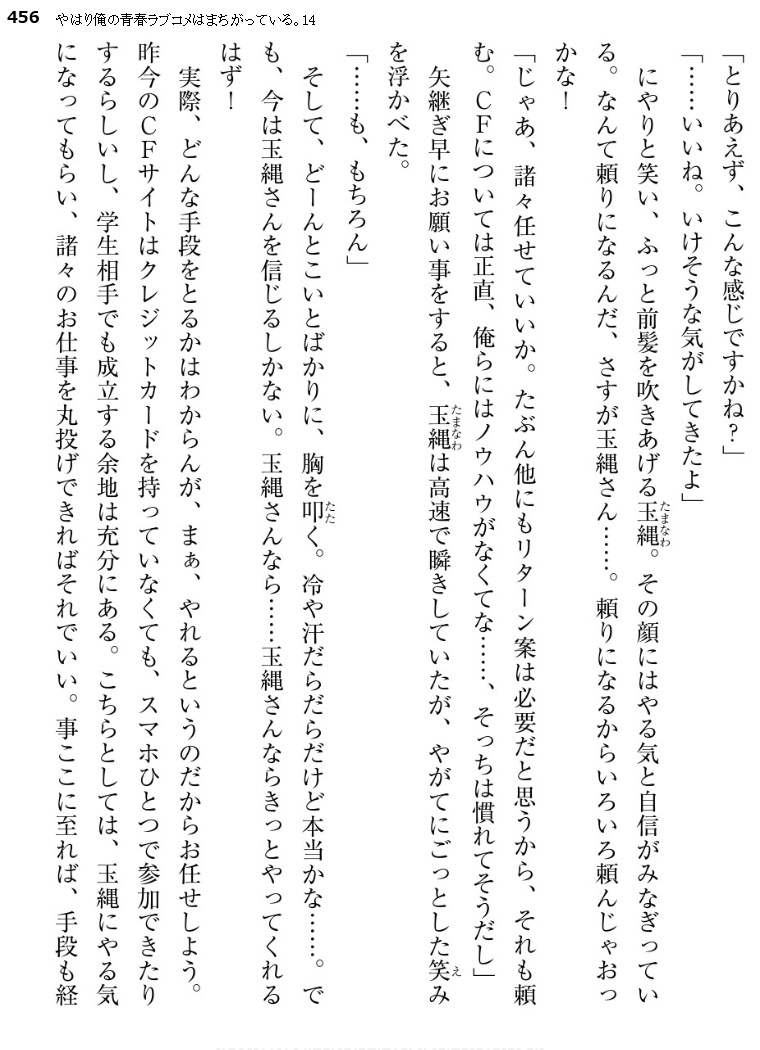 456 やはり俺の青春ラブコメはまちがっている。14
「とりあえず、こんな感じですかね?」
「……いいね。いけそうな気がしてきたよ」
にやりと笑い、ふっと前髪を吹きあげる玉縄。その顔にはやる気と自信がみなぎってい
る。なんて頼りになるんだ、さすが玉縄さん……。頼りになるからいろいろ頼んじゃおっ
かな!
「じゃあ、諸々任せていいか。たぶん他にもリターン案は必要だと思うから、それも頼
む。CFについては正直、俺らにはノウハウがなくてな……、そっちは慣れてそうだし」
矢継ぎ早にお願い事をすると、玉縄は高速で瞬きしていたが、やがてにごっとした笑み
を浮かべた。
「……も、もちろん」
そして、どーんとこいとばかりに、胸を叩く。冷や汗だらだらだけど本当かな……。で
も、今は玉縄さんを信じるしかない。玉縄さんなら……玉縄さんならきっとやってくれる
はず!
実際、どんな手段をとるかはわからんが、まぁ、やれるというのだからお任せしよう。
昨今のCFサイトはクレジットカードを持っていなくても、スマホひとつで参加できたり
するらしいし、学生相手でも成立する余地は充分にある。こちらとしては、玉縄にやる気
になってもらい、諸々のお仕事を丸投げできればそれでいい。事ここに至れば、手段も経